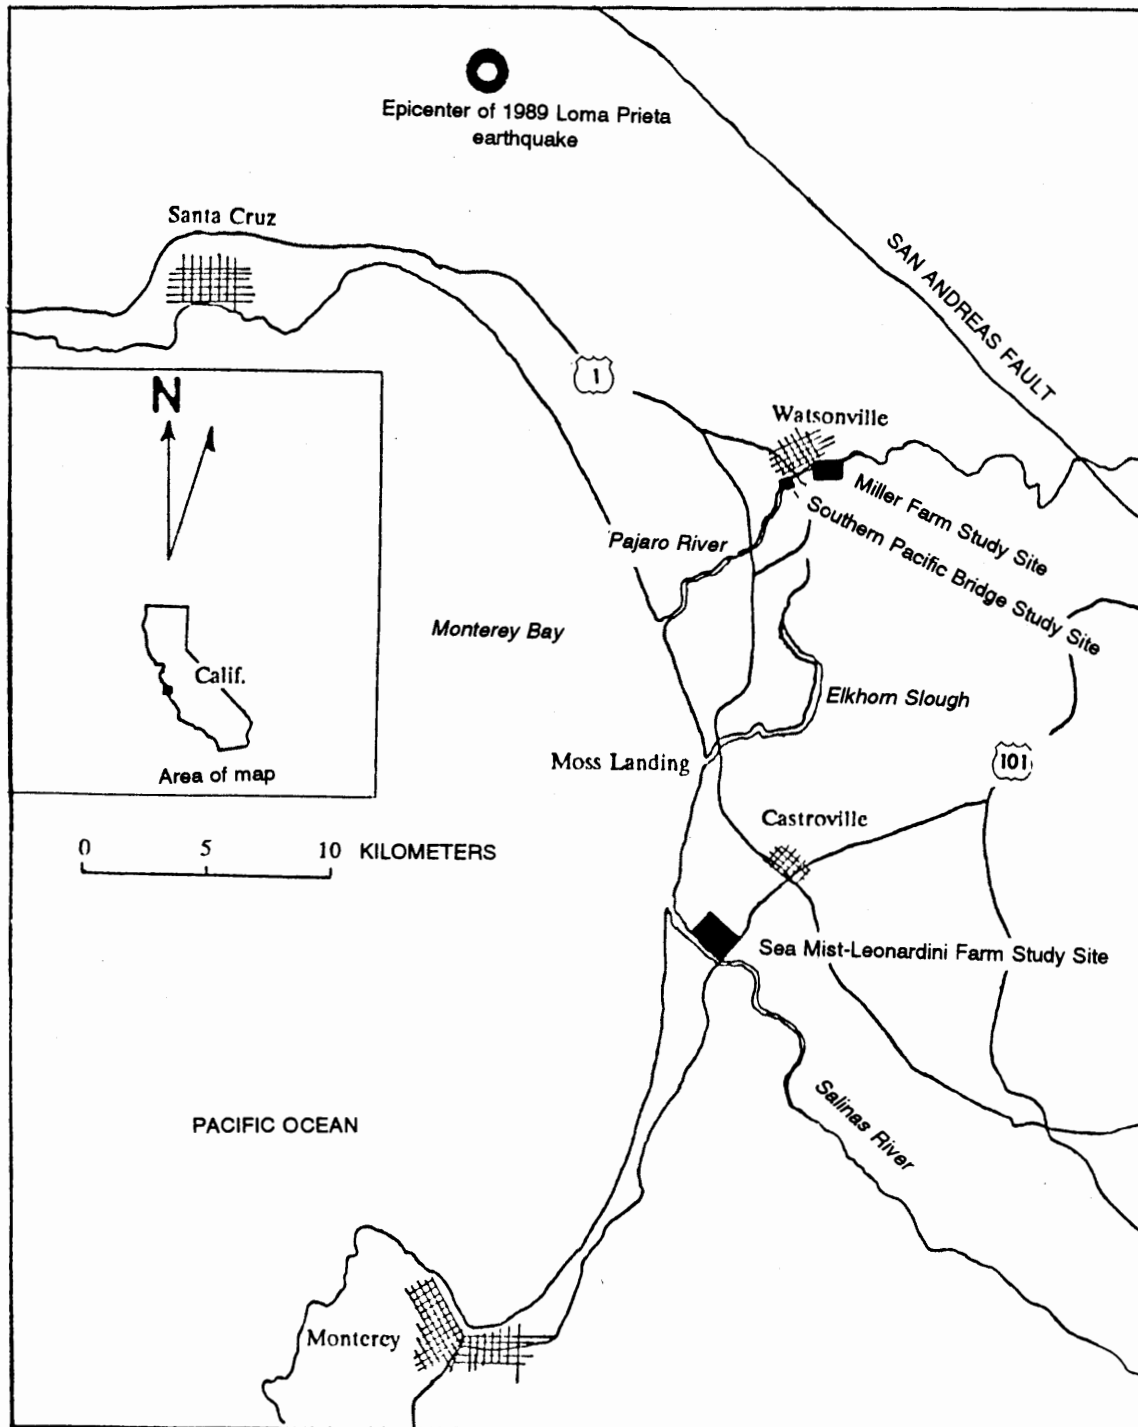 Epicenter of 1989 Loma Prieta
earthquake
Santa Cruz
SAN ANDREAS FAULT
1
Watsonville
N
Miller Farm Study Site
Southern Pacific Bridge Study Site
Pajaro River
Monterey Bay
Calif.
Elkhorn Slough
Area of map
Moss Landing
101
Castroville
0 5 10 KILOMETERS
Sea Mist-Leonardini Farm Study Site
Salinas River
PACIFIC OCEAN
Monterey